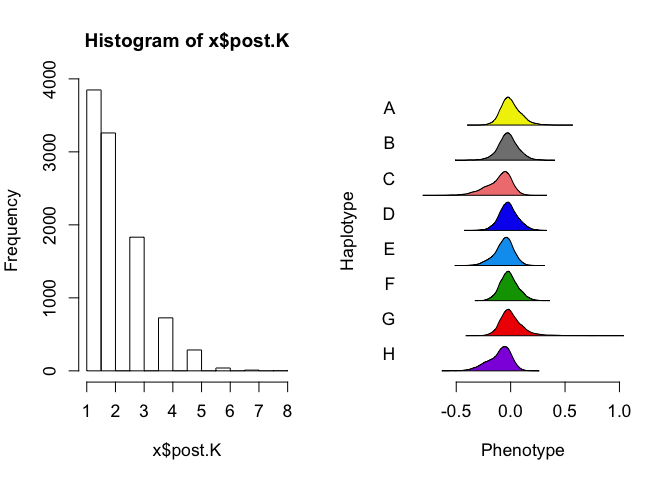 Histogram of x$post.K
Frequency
0
1000
2000
3000
4000
1 2 3 4 5 6 7 8
x$post.K
Haplotype
A
B
C
D
E
F
G
H
-0.5 0.0 0.5 1.0
Phenotype